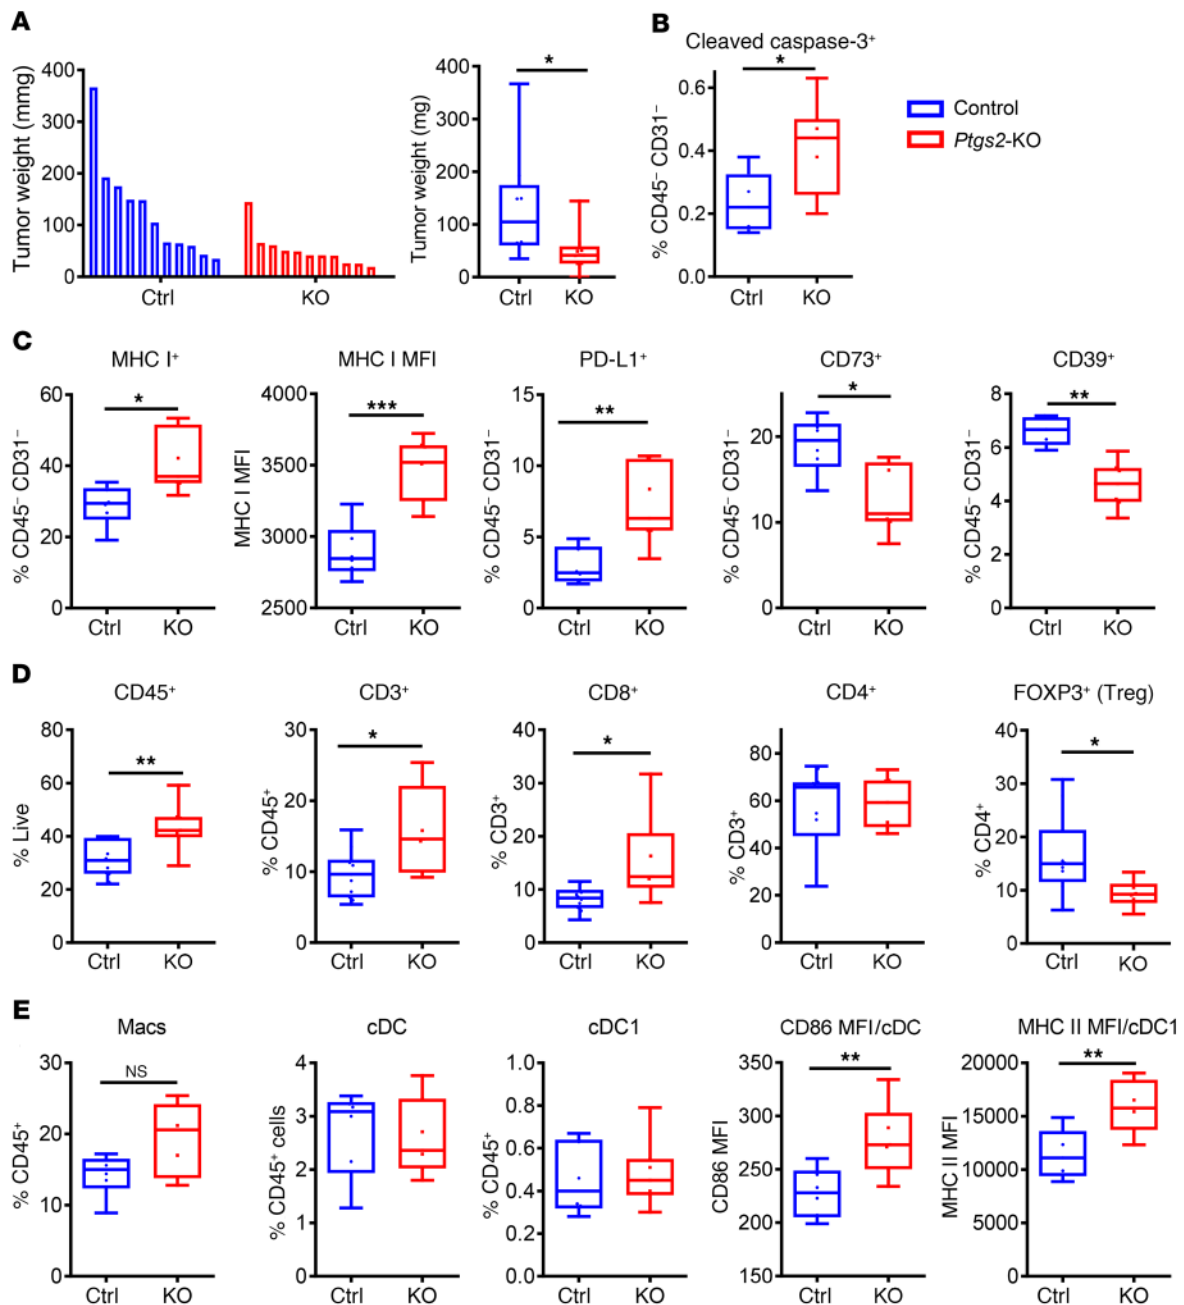 A
Tumor weight (mmg)
400
300
200
100
0
Ctrl
KO
Tumor weight (mg)
400
300
200
100
0
*
Ctrl
KO
B
Cleaved caspase-3⁺
*
% CD45⁻ CD31⁻
0.6
0.4
0.2
0.0
Ctrl
KO
Control
Ptgs2-KO
C
MHC I⁺
*
% CD45⁻ CD31⁻
60
40
20
0
Ctrl
KO
MHC I MFI
***
MHC I MFI
4000
3500
3000
2500
Ctrl
KO
PD-L1⁺
**
% CD45⁻ CD31⁻
15
10
5
0
Ctrl
KO
CD73⁺
*
% CD45⁻ CD31⁻
20
10
0
Ctrl
KO
CD39⁺
**
% CD45⁻ CD31⁻
8
6
4
2
0
Ctrl
KO
D
CD45⁺
**
% Live
80
60
40
20
0
Ctrl
KO
CD3⁺
*
% CD45⁺
30
20
10
0
Ctrl
KO
CD8⁺
*
% CD3⁺
40
30
20
10
0
Ctrl
KO
CD4⁺
% CD3⁺
80
60
40
20
0
Ctrl
KO
FOXP3⁺ (Treg)
*
% CD4⁺
40
30
20
10
0
Ctrl
KO
E
Macs
NS
% CD45⁺
30
20
10
0
Ctrl
KO
cDC
% CD45⁺ cells
4
3
2
1
0
Ctrl
KO
cDC1
% CD45⁺
1.0
0.8
0.6
0.4
0.2
0.0
Ctrl
KO
CD86 MFI/cDC
**
CD86 MFI
350
300
250
200
150
Ctrl
KO
MHC II MFI/cDC1
**
MHC II MFI
20000
15000
10000
5000
0
Ctrl
KO